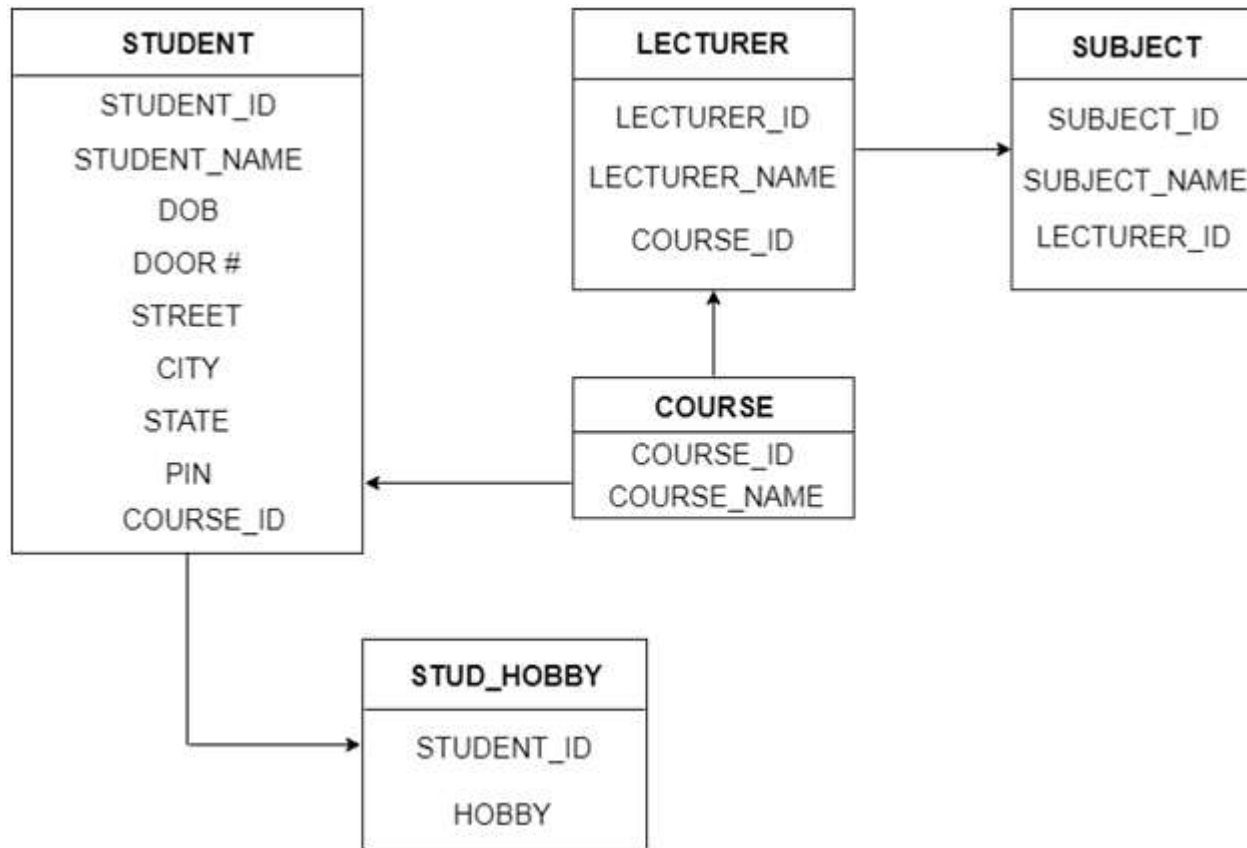 STUDENT
STUDENT_ID
STUDENT_NAME
DOB
DOOR #
STREET
CITY
STATE
PIN
COURSE_ID
LECTURER
LECTURER_ID
LECTURER_NAME
COURSE_ID
SUBJECT
SUBJECT_ID
SUBJECT_NAME
LECTURER_ID
COURSE
COURSE_ID
COURSE_NAME
STUD_HOBBY
STUDENT_ID
HOBBY